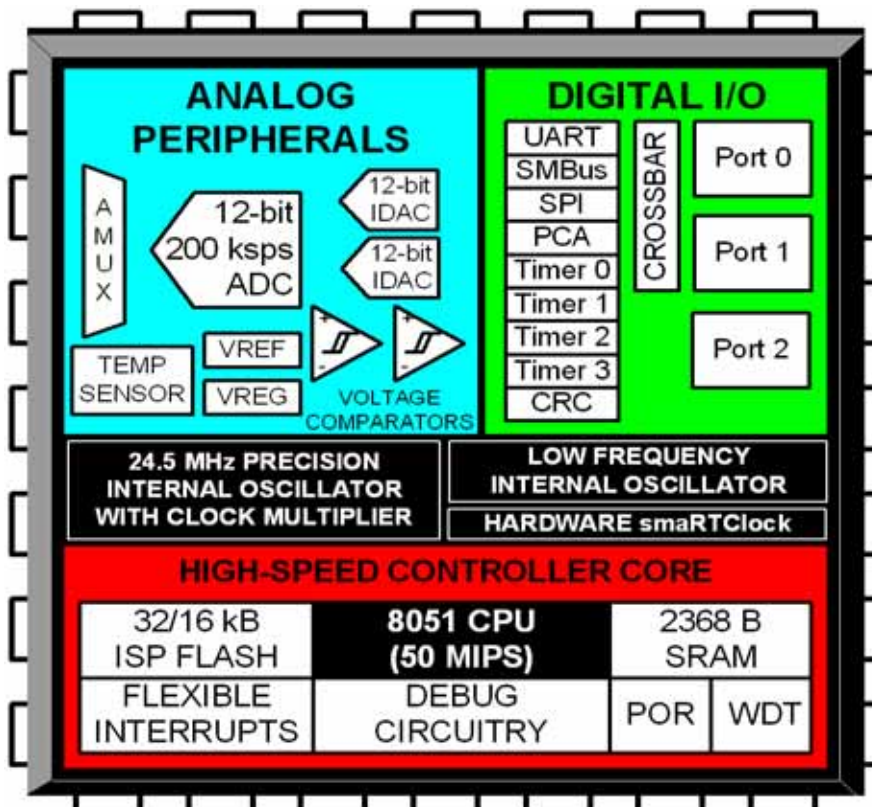 ANALOG
PERIPHERALS
A
M
U
X
12-bit
200 ksps
ADC
12-bit
IDAC
12-bit
IDAC
TEMP
SENSOR
VREF
VREG
+
-
+
-
VOLTAGE
COMPARATORS
DIGITAL I/O
UART
SMBus
SPI
PCA
Timer 0
Timer 1
Timer 2
Timer 3
CRC
CROSSBAR
Port 0
Port 1
Port 2
24.5 MHz PRECISION
INTERNAL OSCILLATOR
WITH CLOCK MULTIPLIER
LOW FREQUENCY
INTERNAL OSCILLATOR
HARDWARE smaRTClock
HIGH-SPEED CONTROLLER CORE
32/16 kB
ISP FLASH
8051 CPU
(50 MIPS)
2368 B
SRAM
FLEXIBLE
INTERRUPTS
DEBUG
CIRCUITRY
POR
WDT